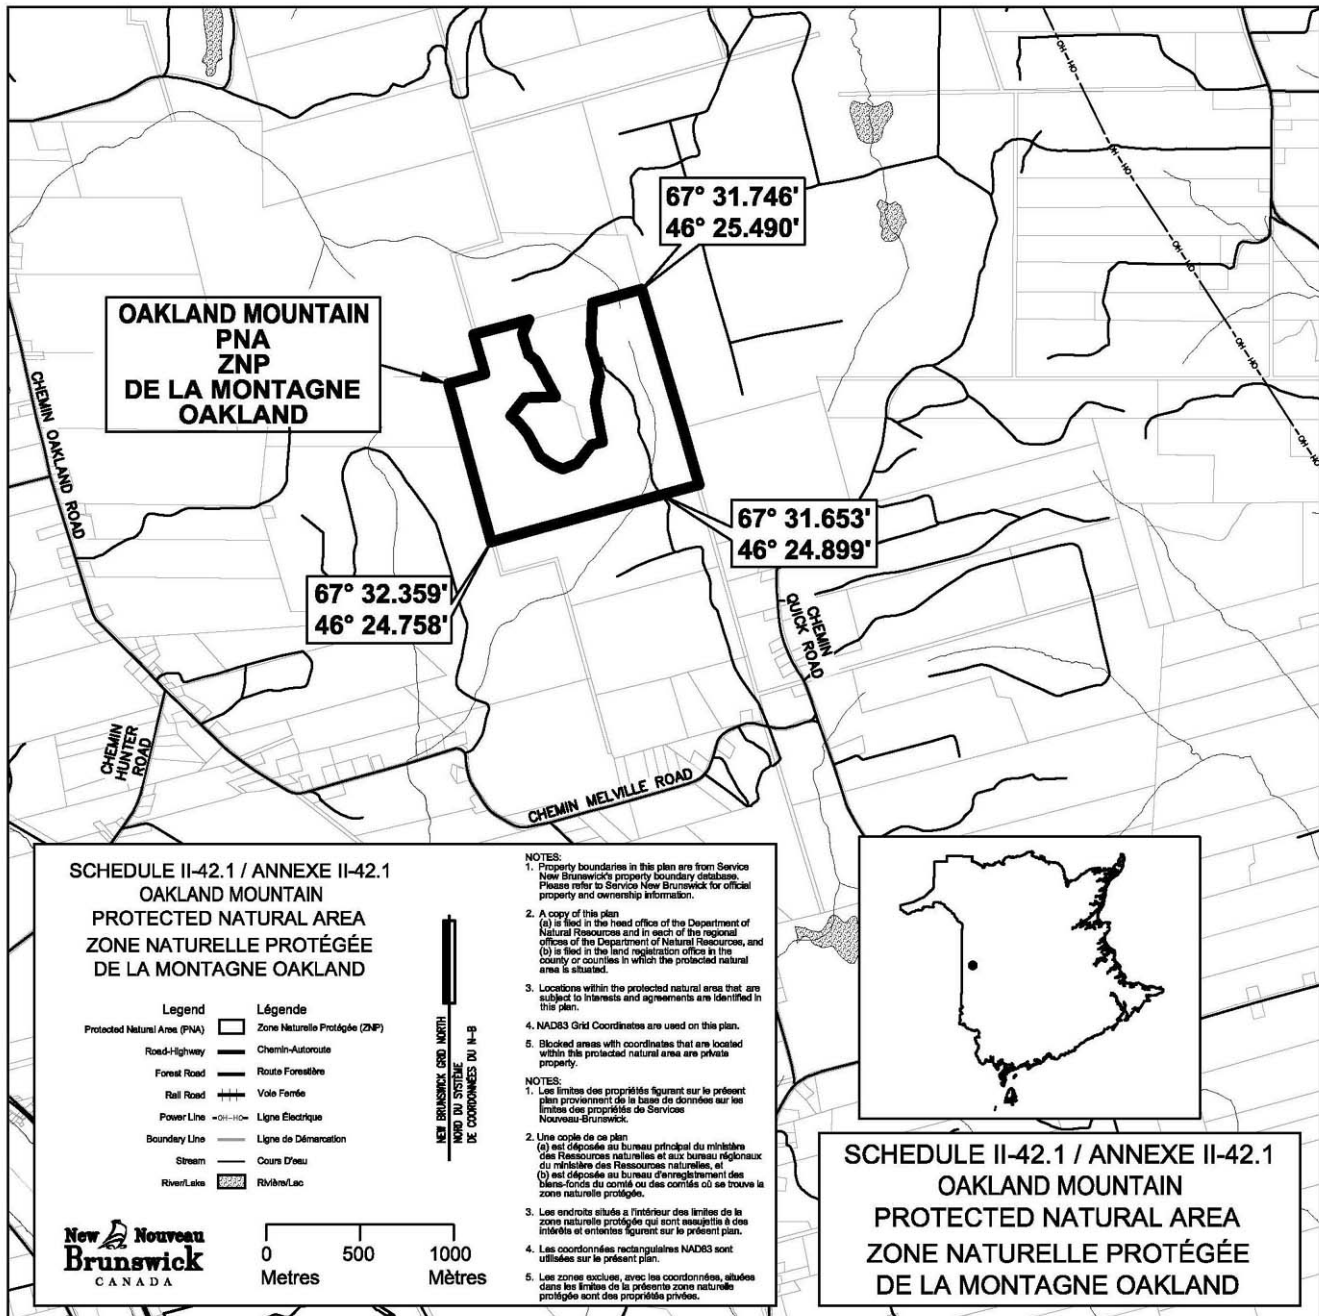 67° 31.746'
46° 25.490'
OAKLAND MOUNTAIN
PNA
ZNP
DE LA MONTAGNE
OAKLAND
CHEMIN OAKLAND ROAD
67° 31.653'
46° 24.899'
67° 32.359'
46° 24.758'
CHEMIN
QUICK ROAD
CHEMIN
HUNTER
ROAD
CHEMIN MELVILLE ROAD
OH-HO
OH-HO
OH-HO
OH-HO
OH-HO
OH-HO
OH-HO
SCHEDULE II-42.1 / ANNEXE II-42.1
OAKLAND MOUNTAIN
PROTECTED NATURAL AREA
ZONE NATURELLE PROTÉGÉE
DE LA MONTAGNE OAKLAND
Legend Légende
Protected Natural Area (PNA) Zone Naturelle Protégée (ZNP)
Road-Highway Chemin-Autoroute
Forest Road Route Forestière
Rail Road Voie Ferrée
Power Line -OH-HO- Ligne Électrique
Boundary Line Ligne de Démarcation
Stream Cours D'eau
River/Lake Rivière/Lac
NEW BRUNSWICK GRID NORTH
NORD DU SYSTÈME
DE COORDONNÉES DU N-B
New Nouveau
Brunswick
CANADA
0 500 1000
Metres Mètres
NOTES:
1. Property boundaries in this plan are from Service
New Brunswick's property boundary database.
Please refer to Service New Brunswick for official
property and ownership information.
2. A copy of this plan
(a) is filed in the head office of the Department of
Natural Resources and in each of the regional
offices of the Department of Natural Resources, and
(b) is filed in the land registration office in the
county or counties in which the protected natural
area is situated.
3. Locations within the protected natural area that are
subject to interests and agreements are identified in
this plan.
4. NAD83 Grid Coordinates are used on this plan.
5. Blocked areas with coordinates that are located
within this protected natural area are private
property.
NOTES:
1. Les limites des propriétés figurant sur le présent
plan proviennent de la base de données sur les
limites des propriétés de Services
Nouveau-Brunswick.
2. Une copie de ce plan
(a) est déposée au bureau principal du ministère
des Ressources naturelles et aux bureau régionaux
du ministère des Ressources naturelles, et
(b) est déposée au bureau d'enregistrement des
biens-fonds du comté ou des comtés où se trouve la
zone naturelle protégée.
3. Les endroits situés a l'intérieur des limites de la
zone naturelle protégée qui sont assujettis à des
intérêts et ententes figurent sur le présent plan.
4. Les coordonnées rectangulaires NAD83 sont
utilisées sur le présent plan.
5. Les zones exclues, avec les coordonnées, situées
dans les limites de la présente zone naturelle
protégée sont des propriétés privées.
SCHEDULE II-42.1 / ANNEXE II-42.1
OAKLAND MOUNTAIN
PROTECTED NATURAL AREA
ZONE NATURELLE PROTÉGÉE
DE LA MONTAGNE OAKLAND